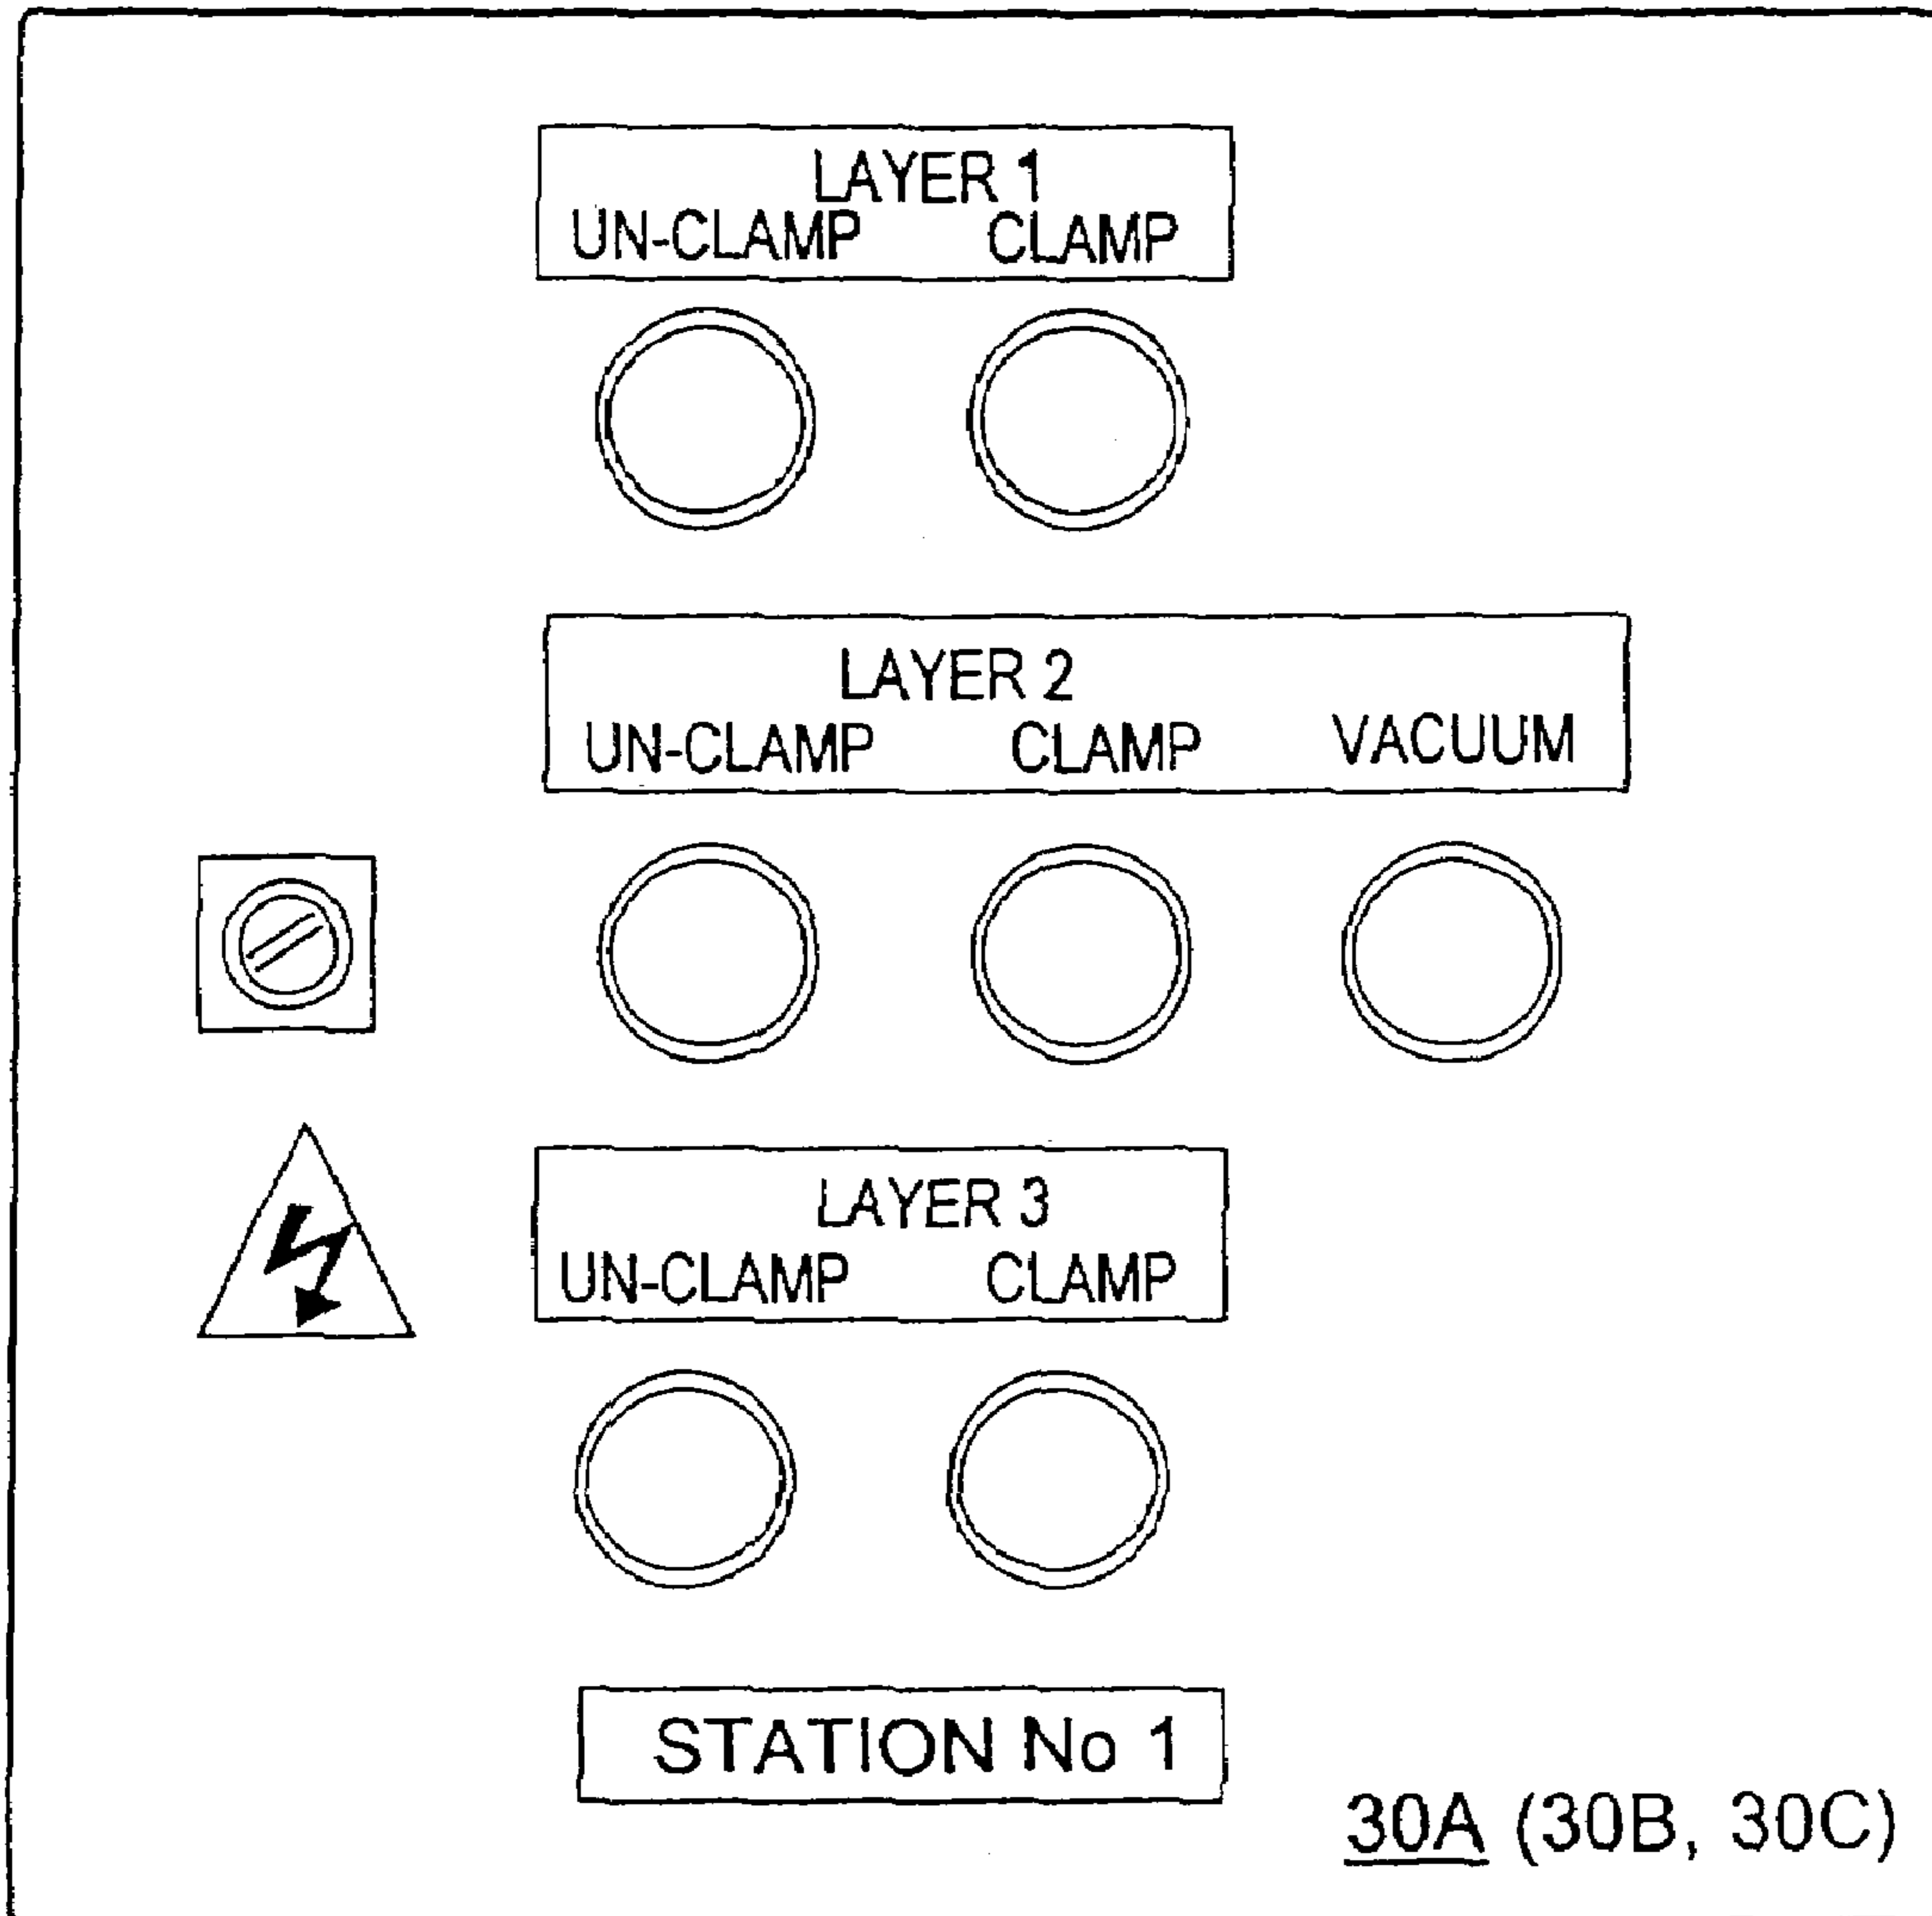 LAYER 1
UN-CLAMP CLAMP
LAYER 2
UN-CLAMP CLAMP VACUUM
LAYER 3
UN-CLAMP CLAMP
STATION No 1
30A (30B, 30C)